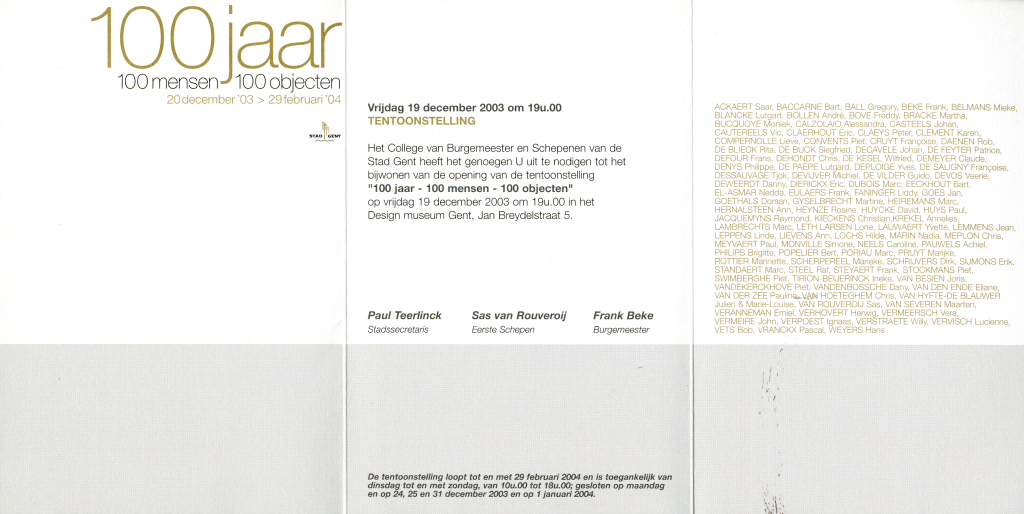 100 jaar
100 mensen 100 objecten
20 december '03 > 29 februari '04
STAD GENT
Vrijdag 19 december 2003 om 19u.00
TENTOONSTELLING
Het College van Burgemeester en Schepenen van de
Stad Gent heeft het genoegen U uit te nodigen tot het
bijwonen van de opening van de tentoonstelling
"100 jaar - 100 mensen - 100 objecten"
op vrijdag 19 december 2003 om 19u.00 in het
Design museum Gent, Jan Breydelstraat 5.
Paul Teerlinck Sas van Rouveroij Frank Beke
Stadssecretaris Eerste Schepen Burgemeester
De tentoonstelling loopt tot en met 29 februari 2004 en is toegankelijk van
dinsdag tot en met zondag, van 10u.00 tot 18u.00; gesloten op maandag
en op 24, 25 en 31 december 2003 en op 1 januari 2004.
ACKAERT Saar, BACCARNE Bart, BALL Gregory, BEKE Frank, BELMANS Mieke,
BLANCKE Lutgart, BOLLEN André, BOVE Freddy, BRACKE Martha,
BUCQUOYE Moniek, CALZOLAIO Alessandra, CASTEELS Johan,
CAUTEREELS Vic, CLAERHOUT Eric, CLAEYS Peter, CLEMENT Karen,
COMPERNOLLE Lieve, CONVENTS Piet, CRUYT Françoise, DAENEN Rob,
DE BLIECK Rita, DE BUCK Siegfried, DECAVELE Johan, DE FEYTER Patrice,
DEFOUR Frans, DEHONDT Chris, DE KESEL Wilfried, DEMEYER Claude,
DENYS Philippe, DE PAEPE Lutgard, DEPLOIGE Yves, DE SALIGNY Françoise,
DESSAUVAGE Tjok, DEVIJVER Michiel, DE VILDER Guido, DEVOS Veerle,
DEWEERDT Danny, DIERICKX Eric, DUBOIS Marc, EECKHOUT Bart,
EL-ASMAR Nedda, EULAERS Frank, FANINGER Liddy, GOES Jan,
GOETHALS Dorsan, GYSELBRECHT Martine, HEIREMANS Marc,
HERNALSTEEN Ann, HEYNZE Rosine, HUYCKE David, HUYS Paul,
JACQUEMYNS Raymond, KIECKENS Christian,KREKEL Annelies,
LAMBRECHTS Marc, LETH LARSEN Lone, LAUWAERT Yvette, LEMMENS Jean,
LEPPENS Linde, LIEVENS Ann, LOCHS Hilde, MARIN Nadia, MEPLON Chris,
MEYVAERT Paul, MONVILLE Simone, NEELS Caroline, PAUWELS Achiel,
PHILIPS Brigitte, POPELIER Bert, PORIAU Marc, PRUYT Marijke,
ROTTIER Marinette, SCHERPEREEL Marieke, SCHRIJVERS Dirk, SIJMONS Erik,
STANDAERT Marc, STEEL Raf, STEYAERT Frank, STOCKMANS Piet,
SWIMBERGHE Piet, TIRION-BEIJERINCK Ineke, VAN BESIEN Joris,
VANDEKERCKHOVE Piet, VANDENBOSSCHE Dany, VAN DEN ENDE Eliane,
VAN DER ZEE Pauline, VAN HOETEGHEM Chris, VAN HYFTE-DE BLAUWER
Julien & Marie-Louise, VAN ROUVEROIJ Sas, VAN SEVEREN Maarten,
VERANNEMAN Emiel, VERHOVERT Herwig, VERMEERSCH Vera,
VERMEIRE John, VERPOEST Ignaas, VERSTRAETE Willy, VERVISCH Lucienne,
VETS Bob, VRANCKX Pascal, WEYERS Hans